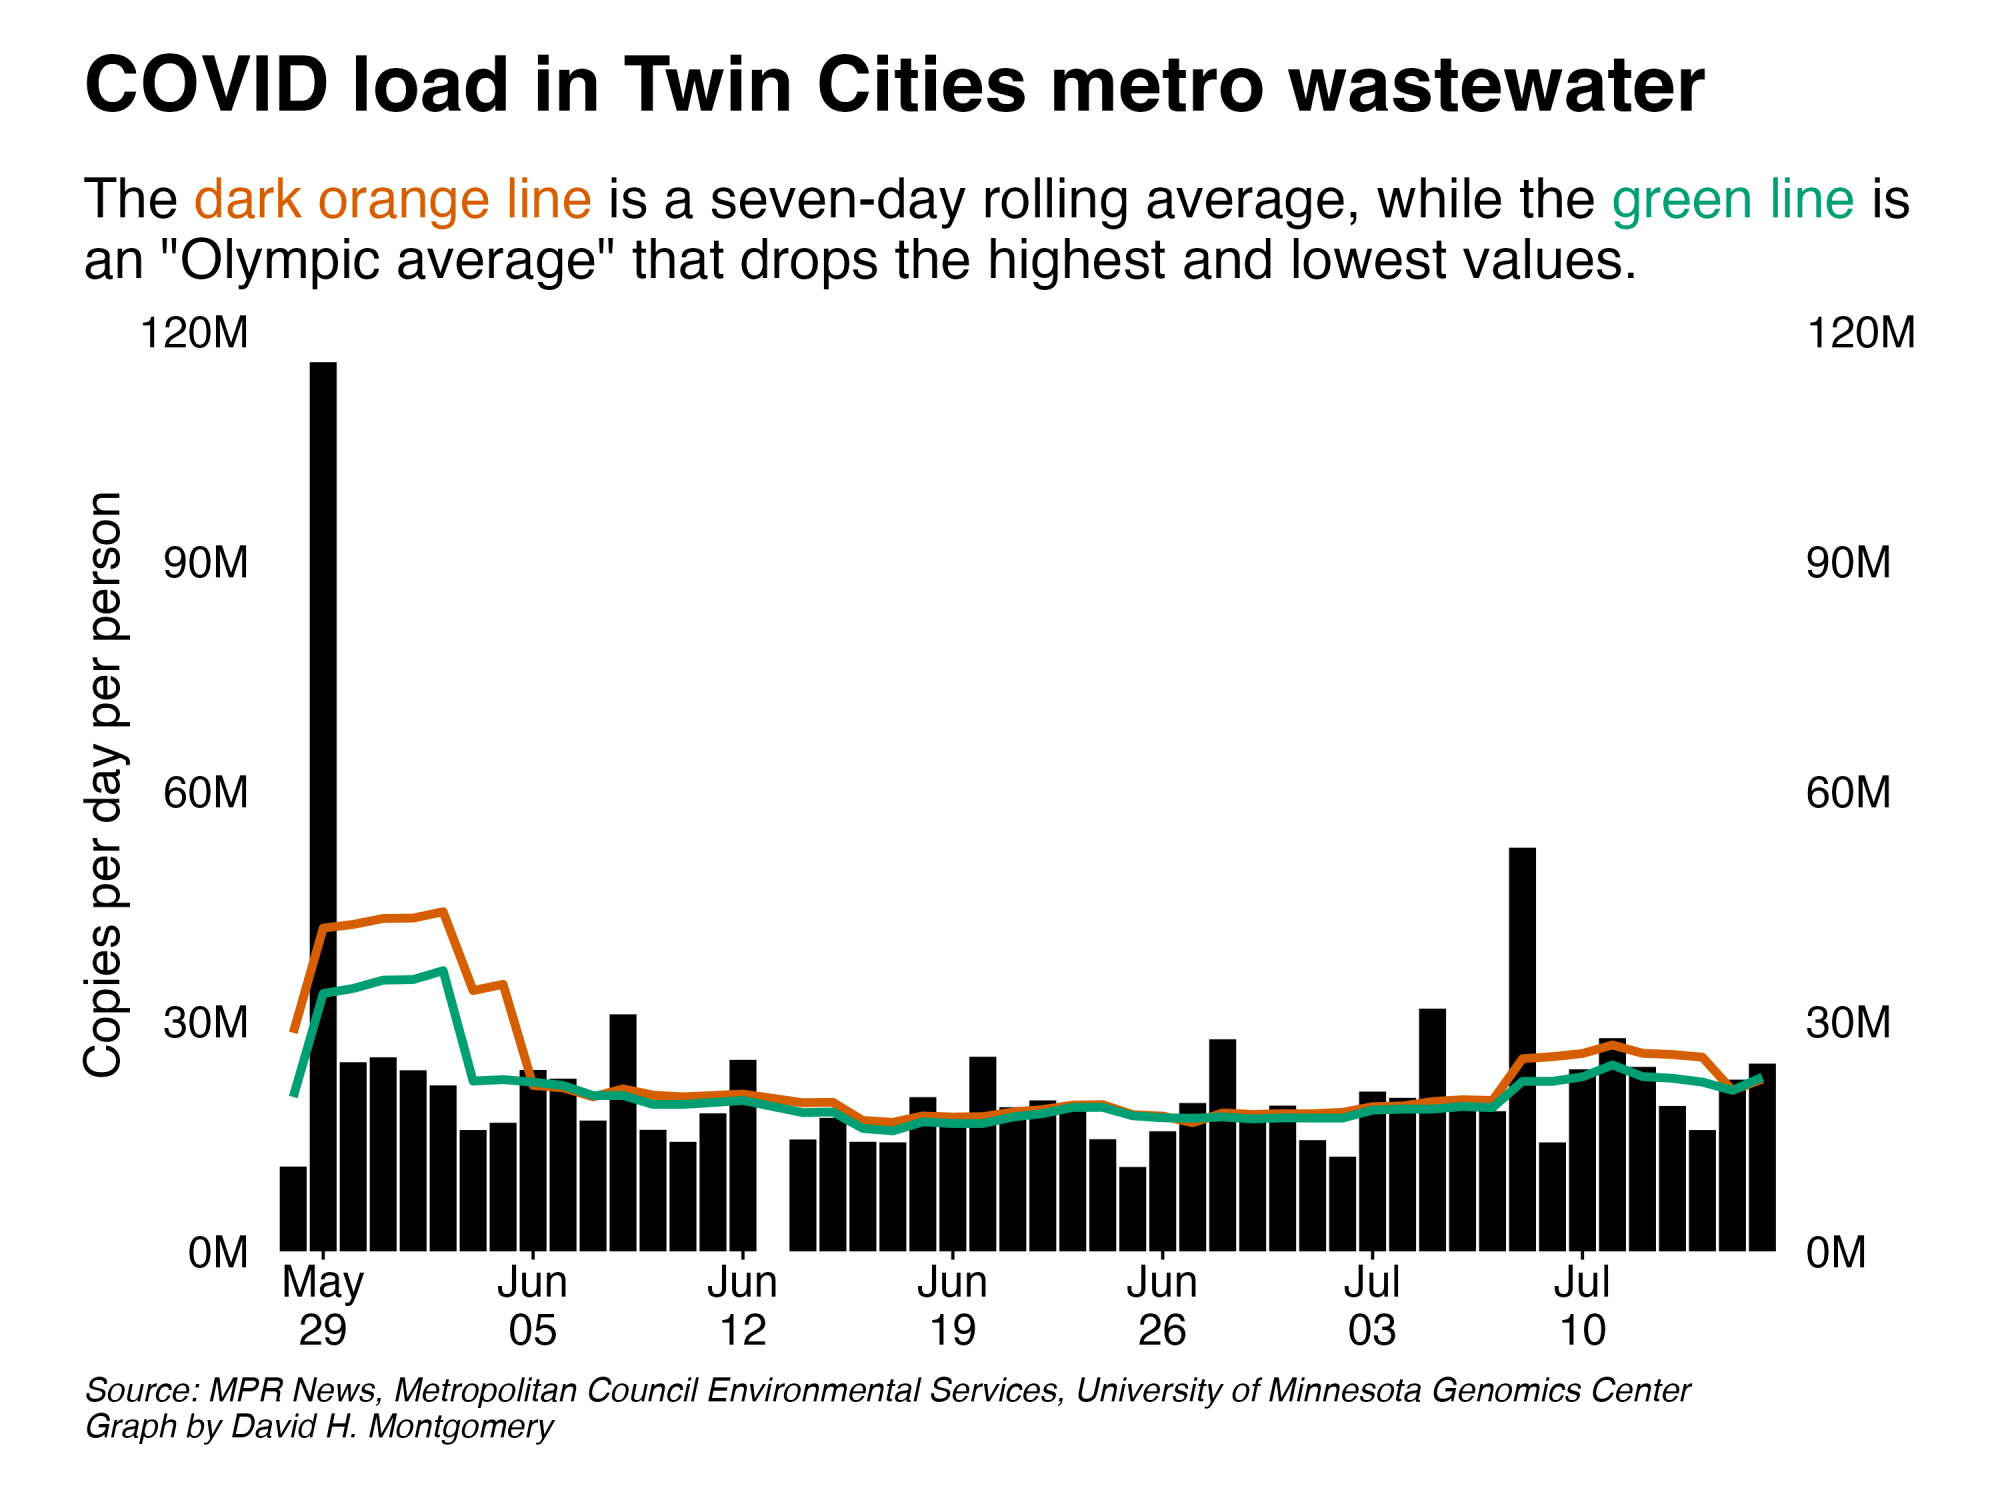 COVID load in Twin Cities metro wastewater
The dark orange line is a seven-day rolling average, while the green line is
an "Olympic average" that drops the highest and lowest values.
120M 120M
90M 90M
60M 60M
30M 30M
0M 0M
Copies per day per person
May Jun Jun Jun Jun Jul Jul
29 05 12 19 26 03 10
Source: MPR News, Metropolitan Council Environmental Services, University of Minnesota Genomics Center
Graph by David H. Montgomery